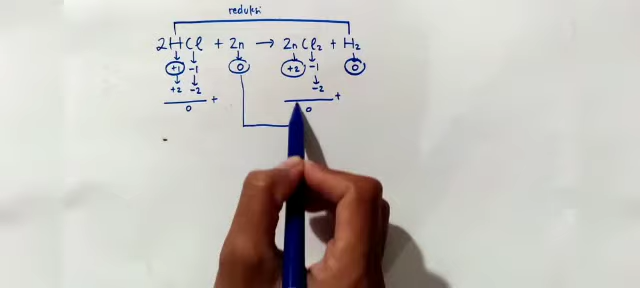 reduksi
2HCl + Zn → ZnCl₂ + H₂
+1 -1 0 +2 -1 0
+2 -2 -2
0 + 0 +